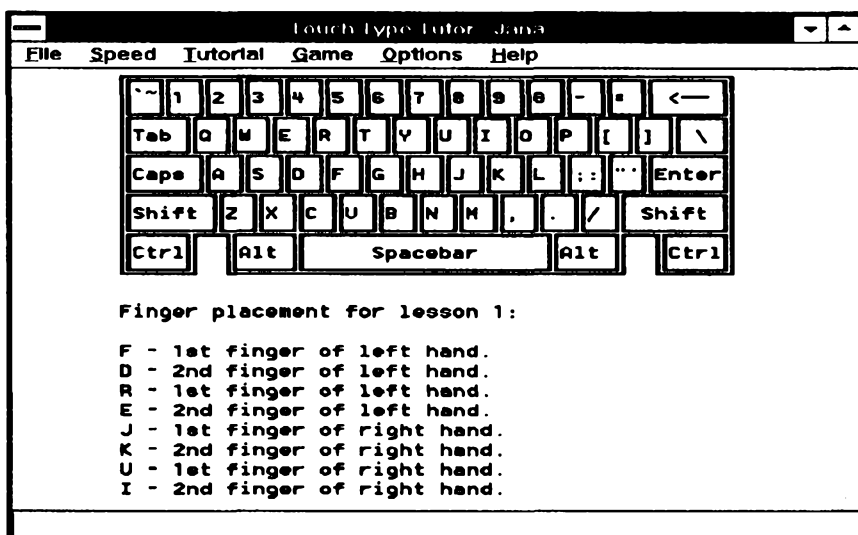 Touch Type Tutor Jana
File Speed Tutorial Game Options Help
`~ 1 2 3 4 5 6 7 8 9 0 - = <—
Tab Q W E R T Y U I O P [ ] \
Caps A S D F G H J K L ;: "' Enter
Shift Z X C V B N M , . / Shift
Ctrl Alt Spacebar Alt Ctrl
Finger placement for lesson 1:
F - 1st finger of left hand.
D - 2nd finger of left hand.
R - 1st finger of left hand.
E - 2nd finger of left hand.
J - 1st finger of right hand.
K - 2nd finger of right hand.
U - 1st finger of right hand.
I - 2nd finger of right hand.